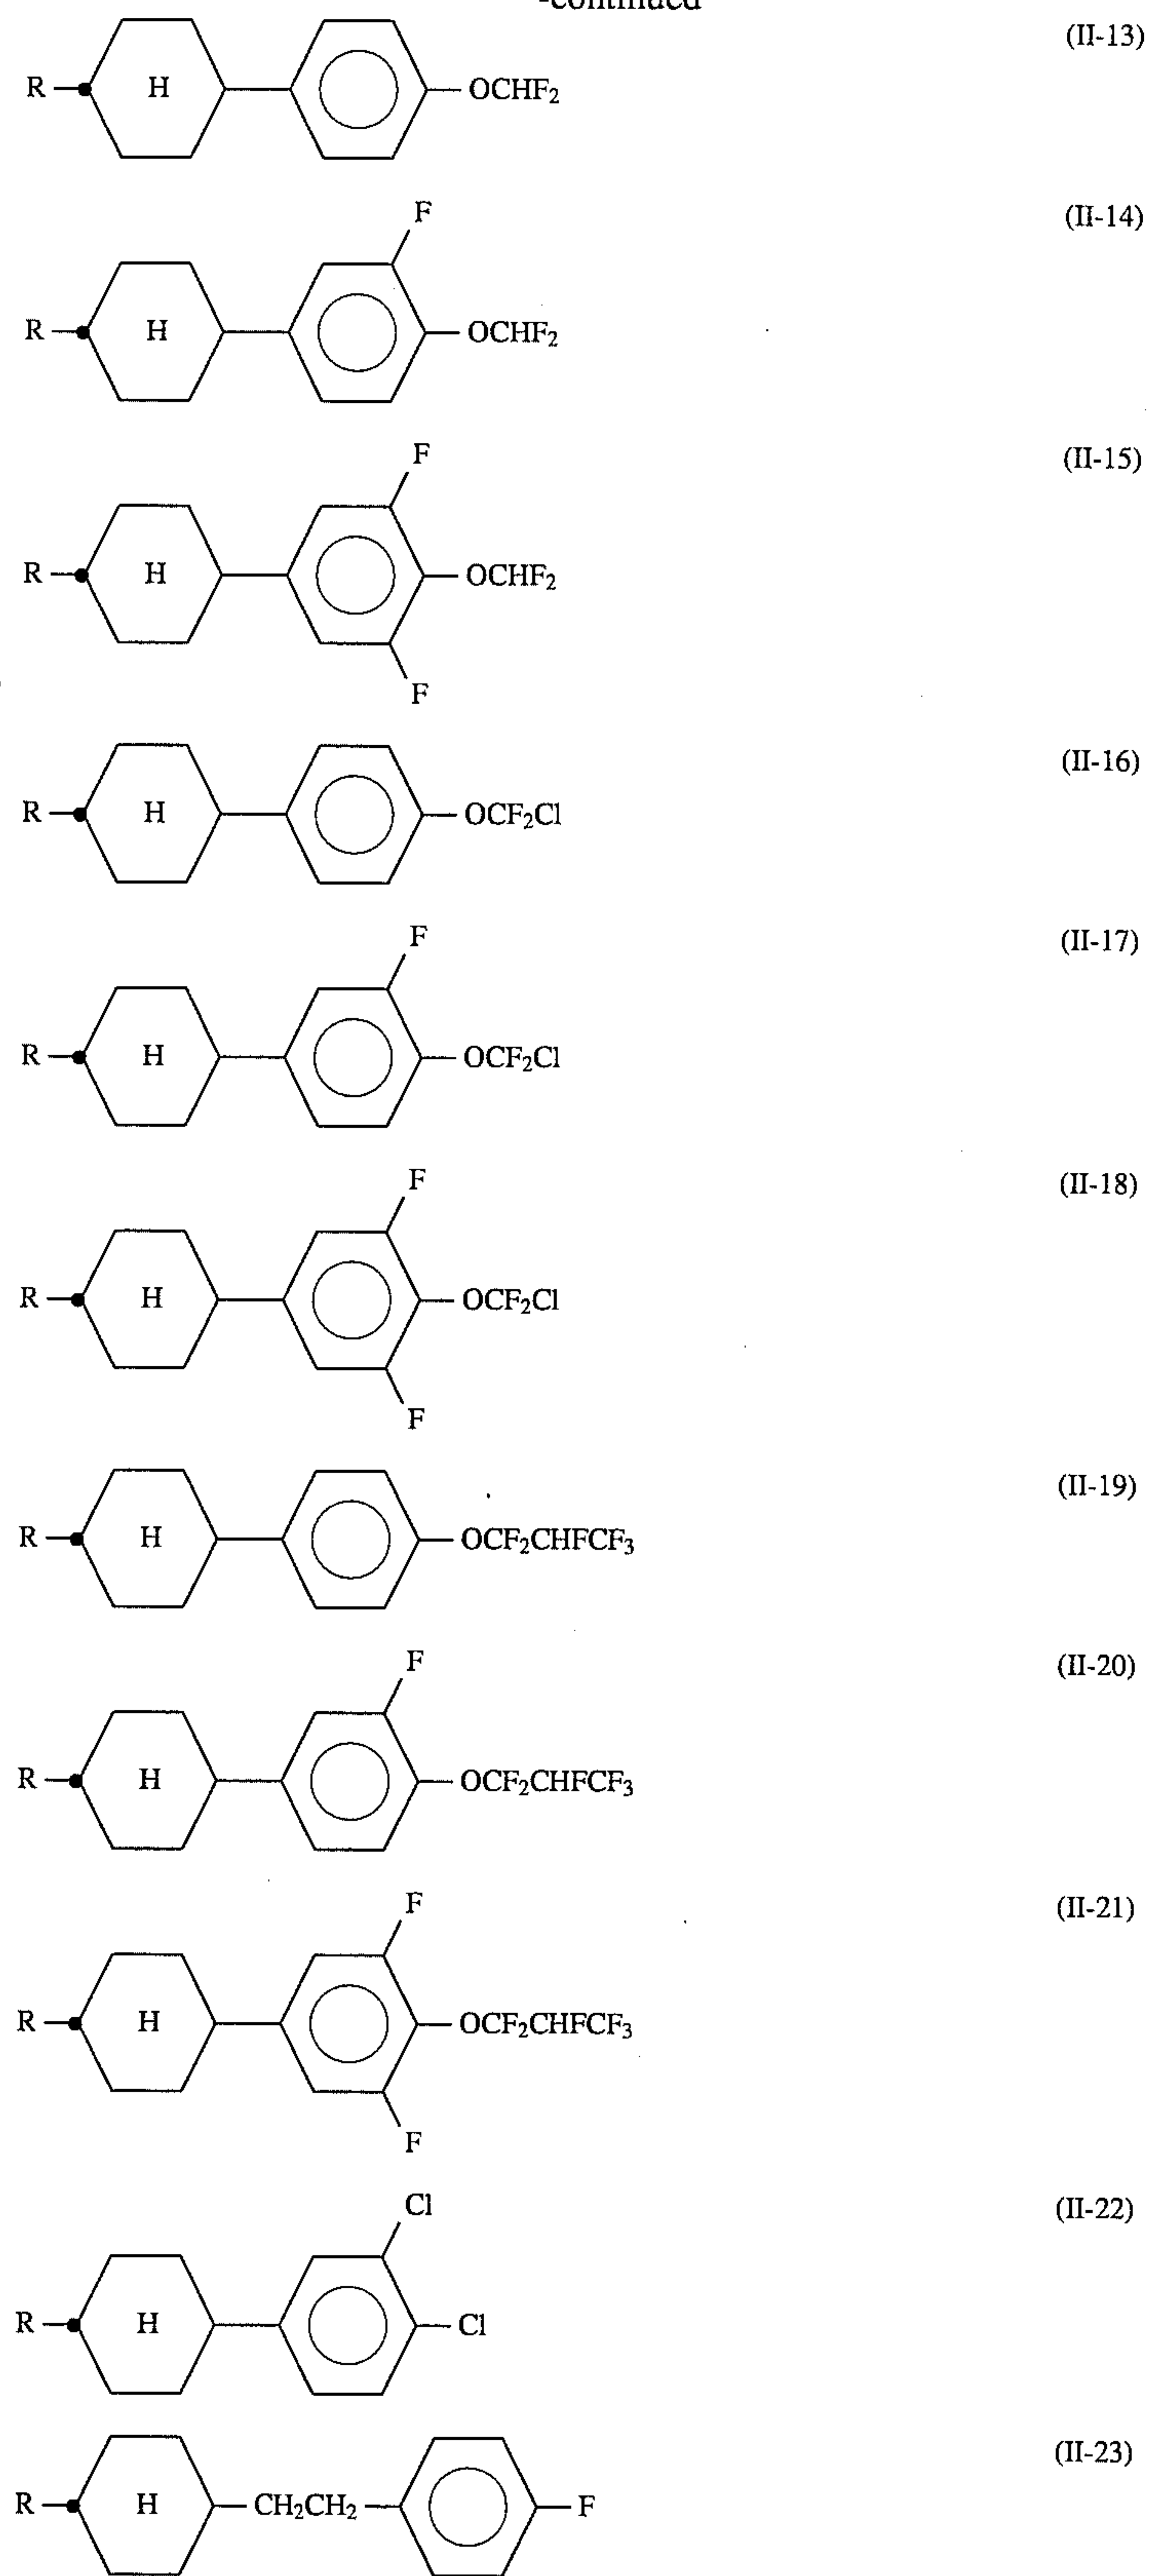 -continued
(II-13)
R H OCHF2
(II-14)
F
R H OCHF2
(II-15)
F
R H OCHF2
F
(II-16)
R H OCF2Cl
(II-17)
F
R H OCF2Cl
(II-18)
F
R H OCF2Cl
F
(II-19)
R H OCF2CHFCF3
(II-20)
F
R H OCF2CHFCF3
(II-21)
F
R H OCF2CHFCF3
F
(II-22)
Cl
R H Cl
(II-23)
R H CH2CH2 F